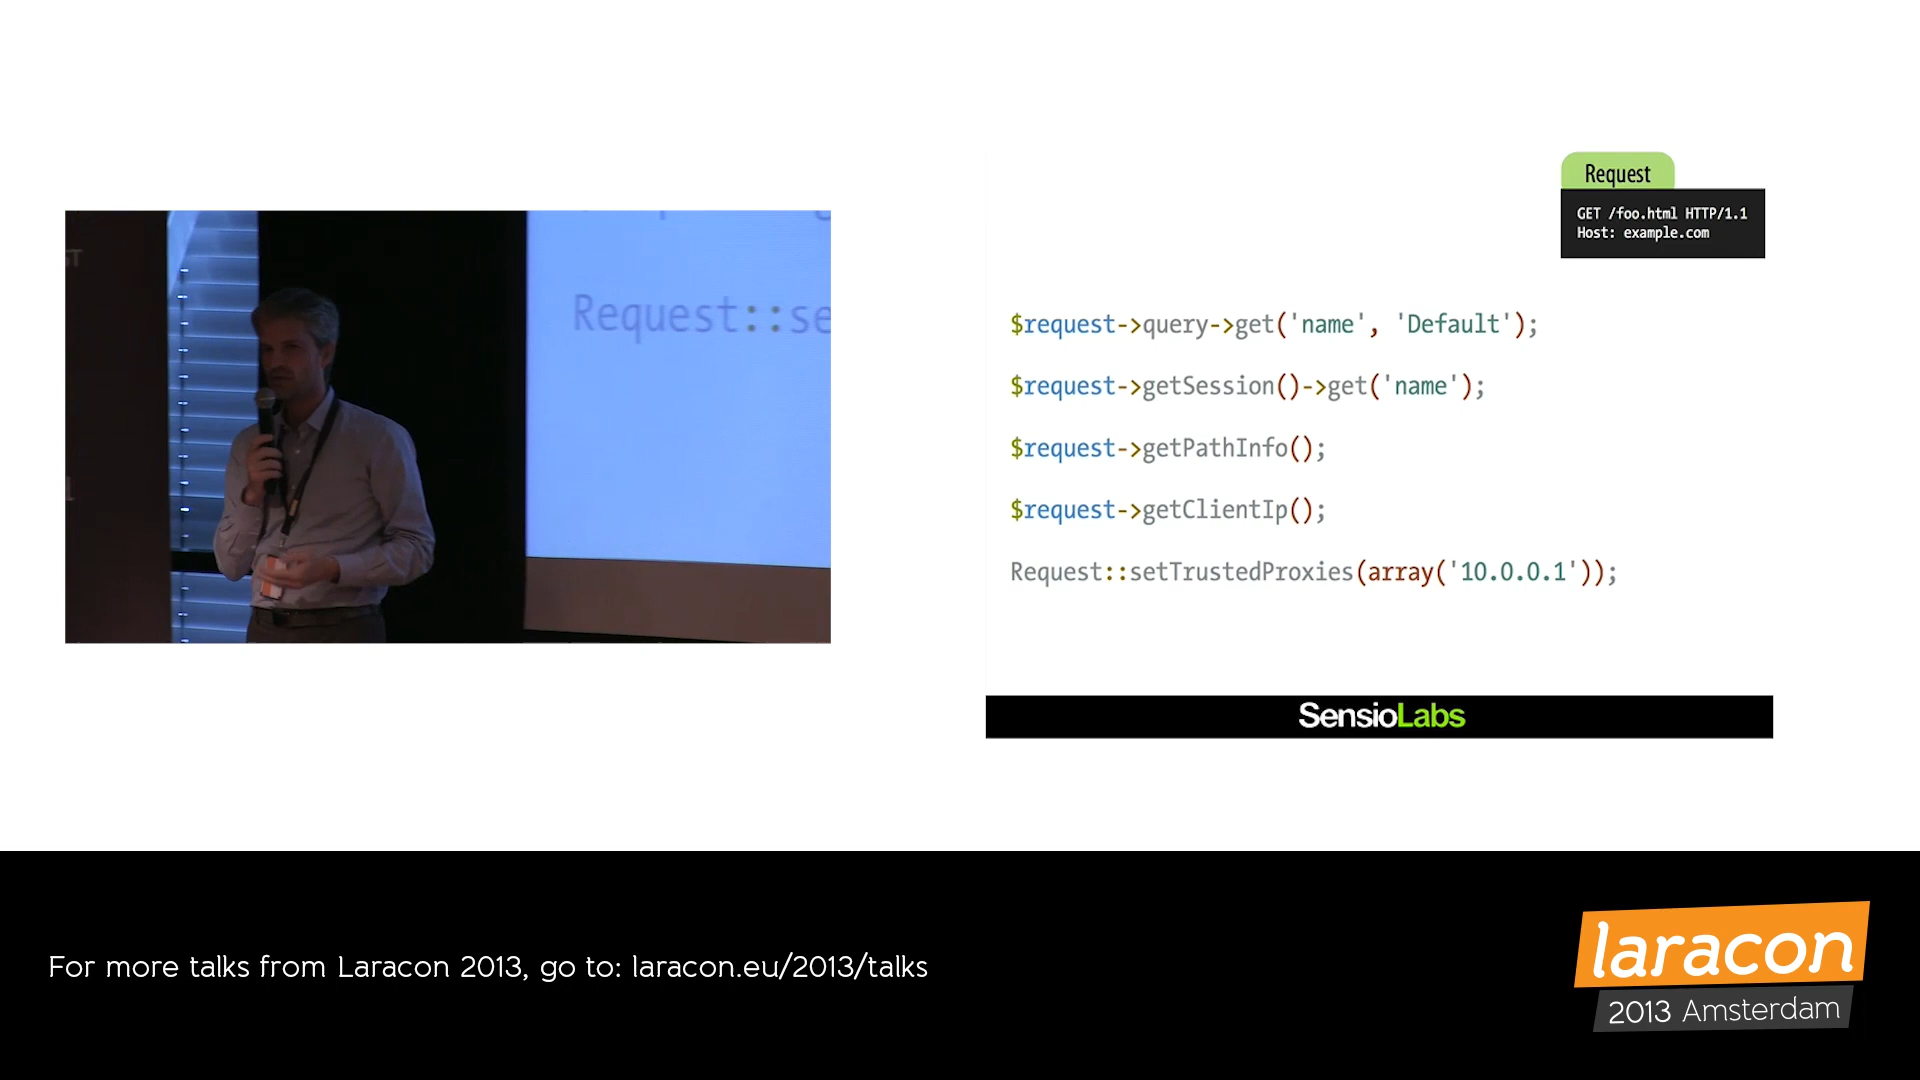 Request::se
Request
GET /foo.html HTTP/1.1
Host: example.com
$request->query->get('name', 'Default');
$request->getSession()->get('name');
$request->getPathInfo();
$request->getClientIp();
Request::setTrustedProxies(array('10.0.0.1'));
SensioLabs
For more talks from Laracon 2013, go to: laracon.eu/2013/talks
laracon
2013 Amsterdam